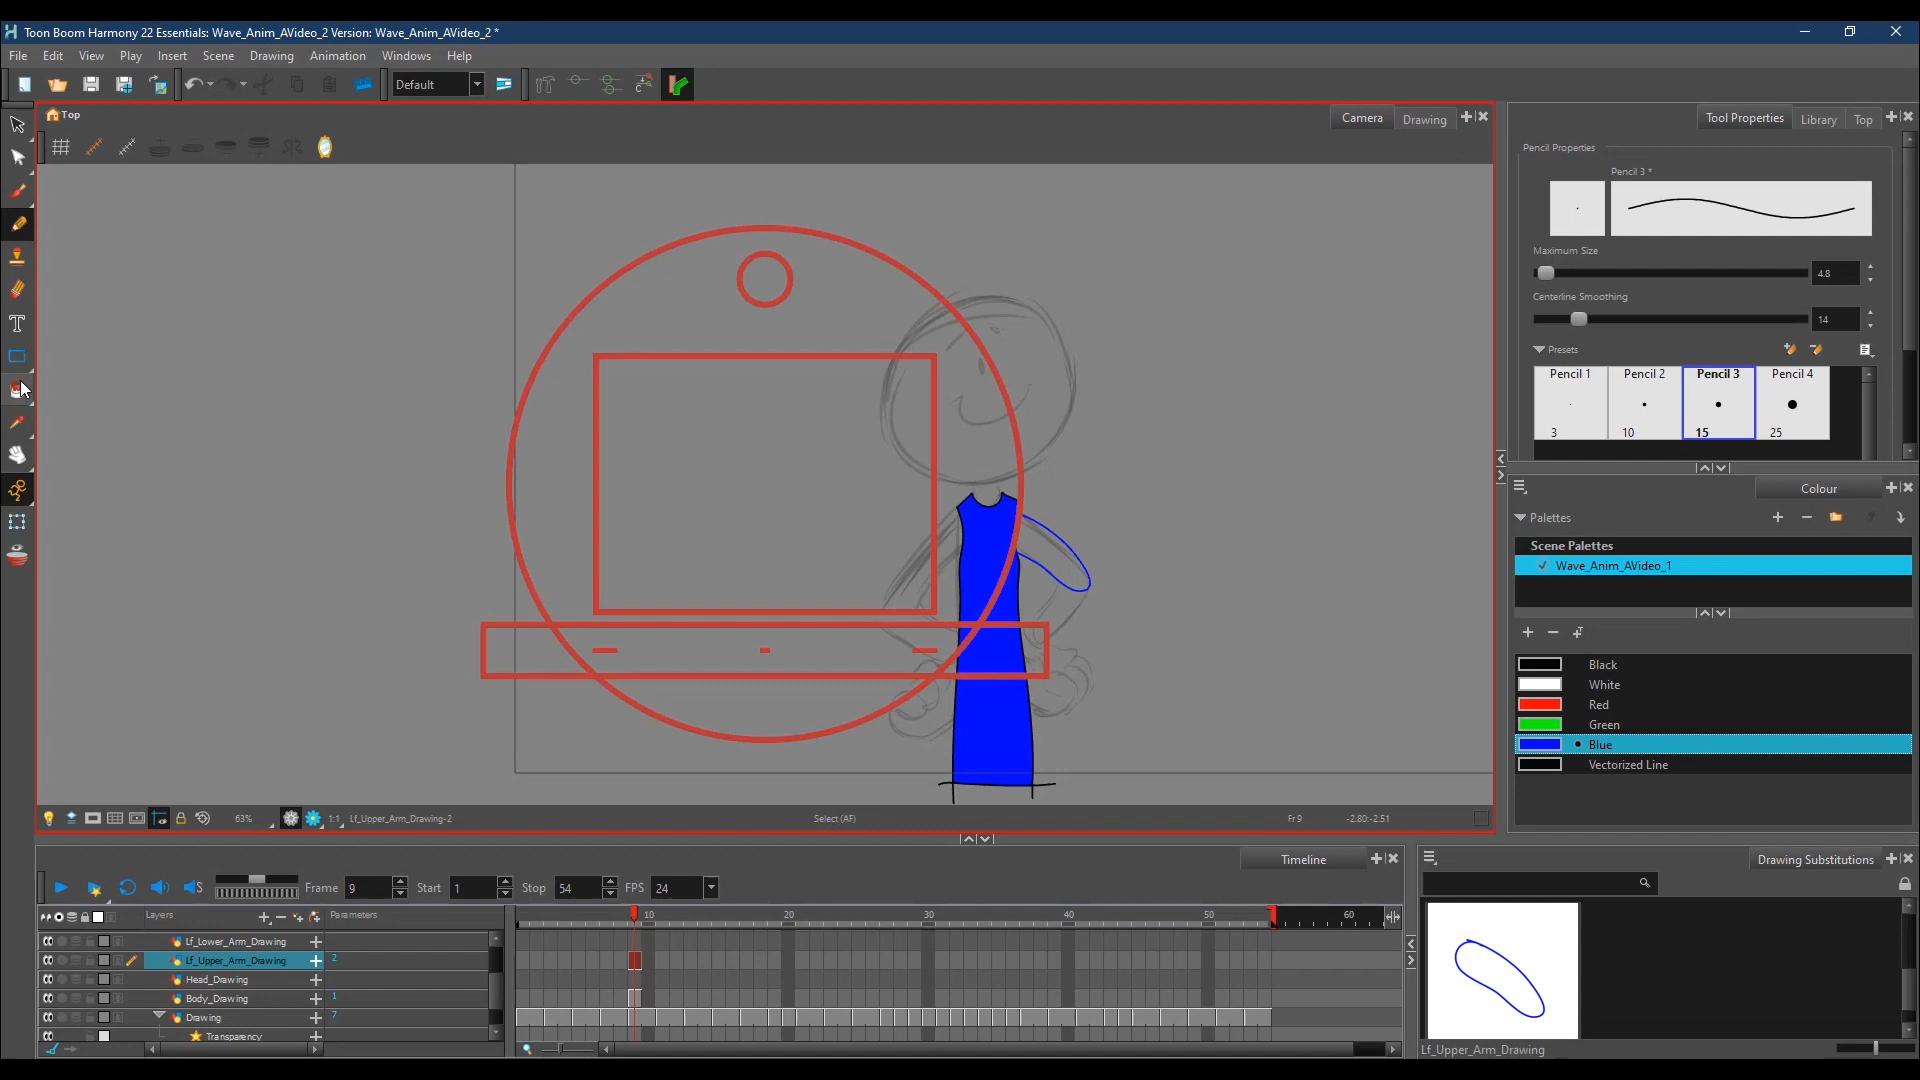 Toon Boom Harmony 22 Essentials: Wave_Anim_AVideo_2 Version: Wave_Anim_AVideo_2 *
File Edit View Play Insert Scene Drawing Animation Windows Help
Default
Top
Camera Drawing
Tool Properties Library Top
Pencil Properties
Pencil 3 *
Maximum Size
4.8
Centerline Smoothing
14
Presets
Pencil 1 Pencil 2 Pencil 3 Pencil 4
3 10 15 25
Colour
Palettes
Scene Palettes
Wave_Anim_AVideo_1
Black
White
Red
Green
Blue
Vectorized Line
63% 1:1 Lf_Upper_Arm_Drawing-2 Select (AF) Fr 9 -2.80:-2.51
Timeline
Frame 9 Start 1 Stop 54 FPS 24
Layers Parameters
10 20 30 40 50 60
Lf_Lower_Arm_Drawing
Lf_Upper_Arm_Drawing 2
Head_Drawing
Body_Drawing 1
Drawing 7
Transparency
Drawing Substitutions
Lf_Upper_Arm_Drawing